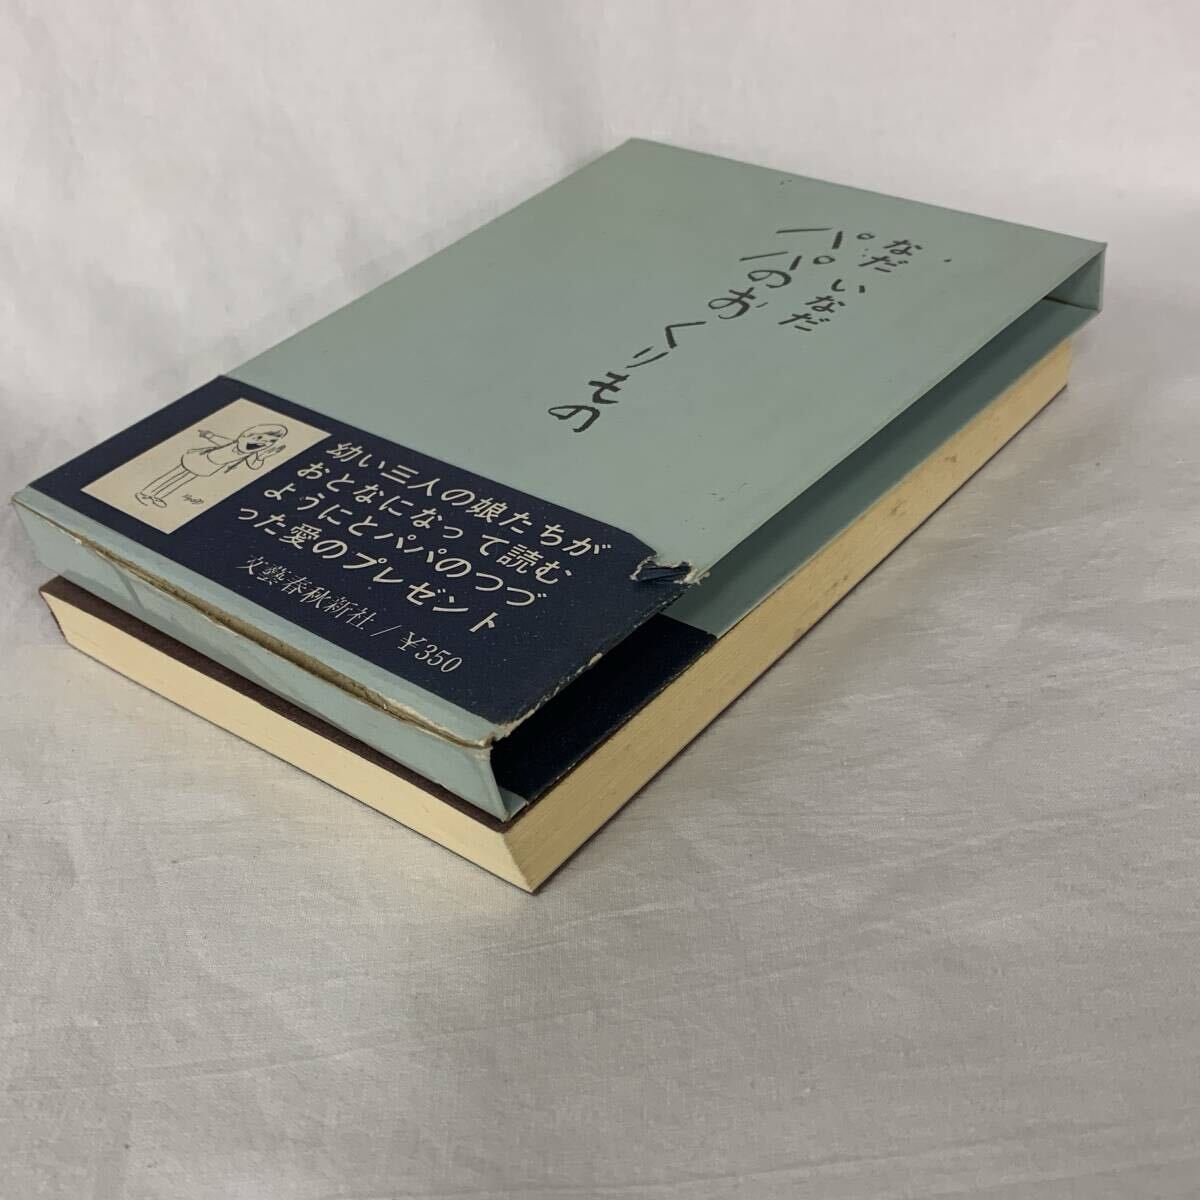 なだ いなだ
パパのおくりもの
幼い三人の娘たちが
おとなになって読む
ようにとパパのつづ
った愛のプレゼント
文藝春秋新社/￥350